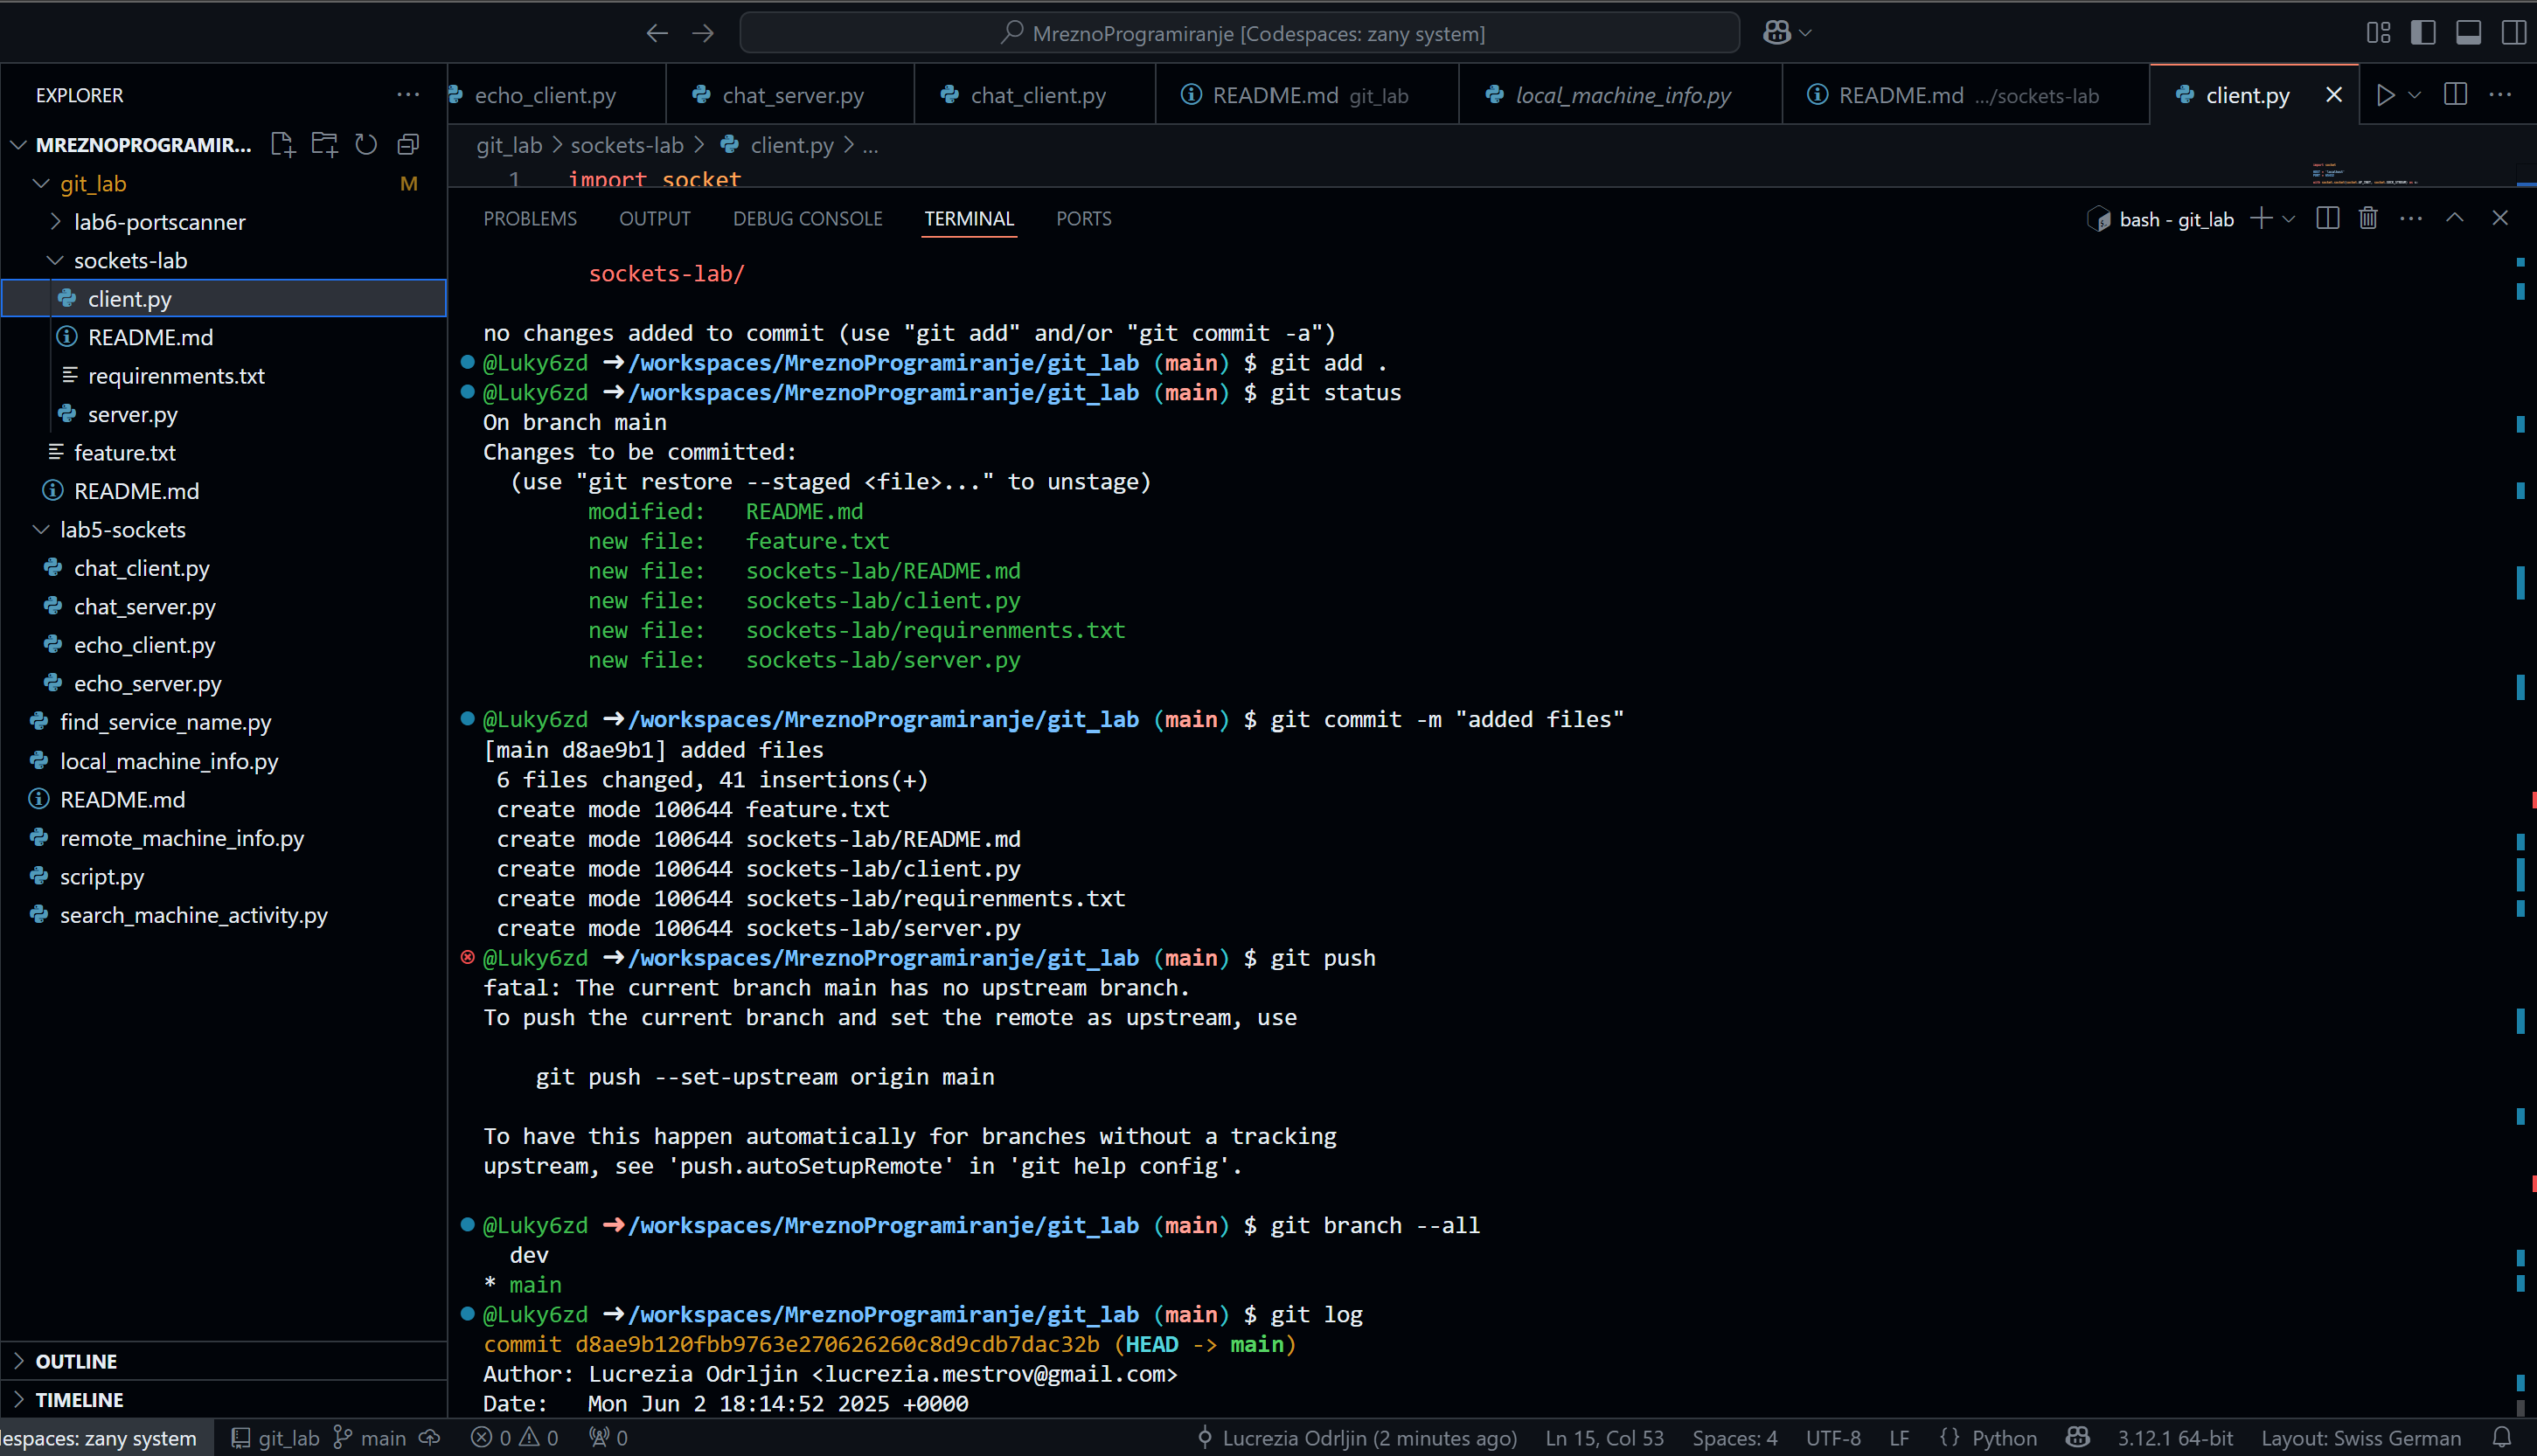 MreznoProgramiranje [Codespaces: zany system]
EXPLORER
MREZNOPROGRAMIR...
git_lab M
lab6-portscanner
sockets-lab
client.py
README.md
requirenments.txt
server.py
feature.txt
README.md
lab5-sockets
chat_client.py
chat_server.py
echo_client.py
echo_server.py
find_service_name.py
local_machine_info.py
README.md
remote_machine_info.py
script.py
search_machine_activity.py
OUTLINE
TIMELINE
echo_client.py chat_server.py chat_client.py README.md git_lab local_machine_info.py README.md .../sockets-lab client.py
git_lab > sockets-lab > client.py > ...
1 import socket
PROBLEMS OUTPUT DEBUG CONSOLE TERMINAL PORTS
bash - git_lab
sockets-lab/
no changes added to commit (use "git add" and/or "git commit -a")
@Luky6zd ➜/workspaces/MreznoProgramiranje/git_lab (main) $ git add .
@Luky6zd ➜/workspaces/MreznoProgramiranje/git_lab (main) $ git status
On branch main
Changes to be committed:
(use "git restore --staged <file>..." to unstage)
modified:   README.md
new file:   feature.txt
new file:   sockets-lab/README.md
new file:   sockets-lab/client.py
new file:   sockets-lab/requirenments.txt
new file:   sockets-lab/server.py
@Luky6zd ➜/workspaces/MreznoProgramiranje/git_lab (main) $ git commit -m "added files"
[main d8ae9b1] added files
6 files changed, 41 insertions(+)
create mode 100644 feature.txt
create mode 100644 sockets-lab/README.md
create mode 100644 sockets-lab/client.py
create mode 100644 sockets-lab/requirenments.txt
create mode 100644 sockets-lab/server.py
@Luky6zd ➜/workspaces/MreznoProgramiranje/git_lab (main) $ git push
fatal: The current branch main has no upstream branch.
To push the current branch and set the remote as upstream, use
git push --set-upstream origin main
To have this happen automatically for branches without a tracking
upstream, see 'push.autoSetupRemote' in 'git help config'.
@Luky6zd ➜/workspaces/MreznoProgramiranje/git_lab (main) $ git branch --all
dev
* main
@Luky6zd ➜/workspaces/MreznoProgramiranje/git_lab (main) $ git log
commit d8ae9b120fbb9763e270626260c8d9cdb7dac32b (HEAD -> main)
Author: Lucrezia Odrljin <lucrezia.mestrov@gmail.com>
Date:   Mon Jun 2 18:14:52 2025 +0000
espaces: zany system git_lab main 0 0 0 Lucrezia Odrljin (2 minutes ago) Ln 15, Col 53 Spaces: 4 UTF-8 LF {} Python 3.12.1 64-bit Layout: Swiss German